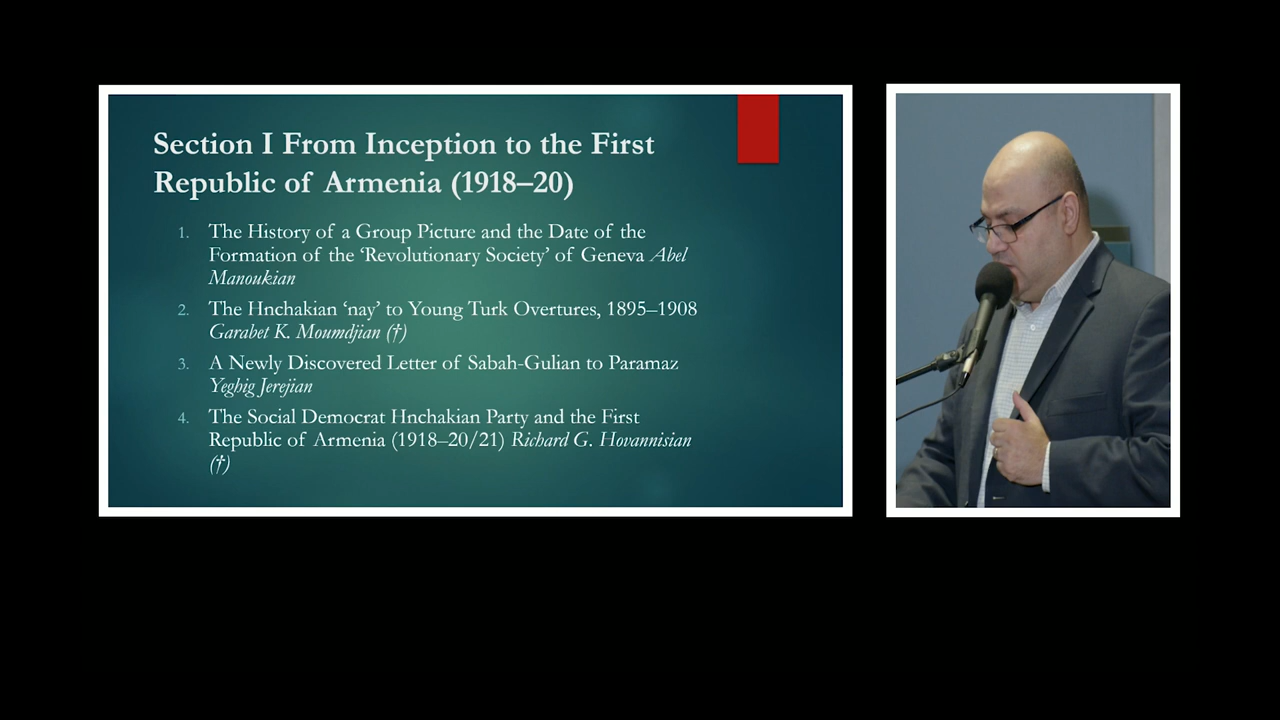 Section I From Inception to the First
Republic of Armenia (1918–20)
1. The History of a Group Picture and the Date of the
Formation of the ‘Revolutionary Society’ of Geneva Abel
Manoukian
2. The Hnchakian ‘nay’ to Young Turk Overtures, 1895–1908
Garabet K. Moumdjian (†)
3. A Newly Discovered Letter of Sabah-Gulian to Paramaz
Yeghig Jerejian
4. The Social Democrat Hnchakian Party and the First
Republic of Armenia (1918–20/21) Richard G. Hovannisian
(†)